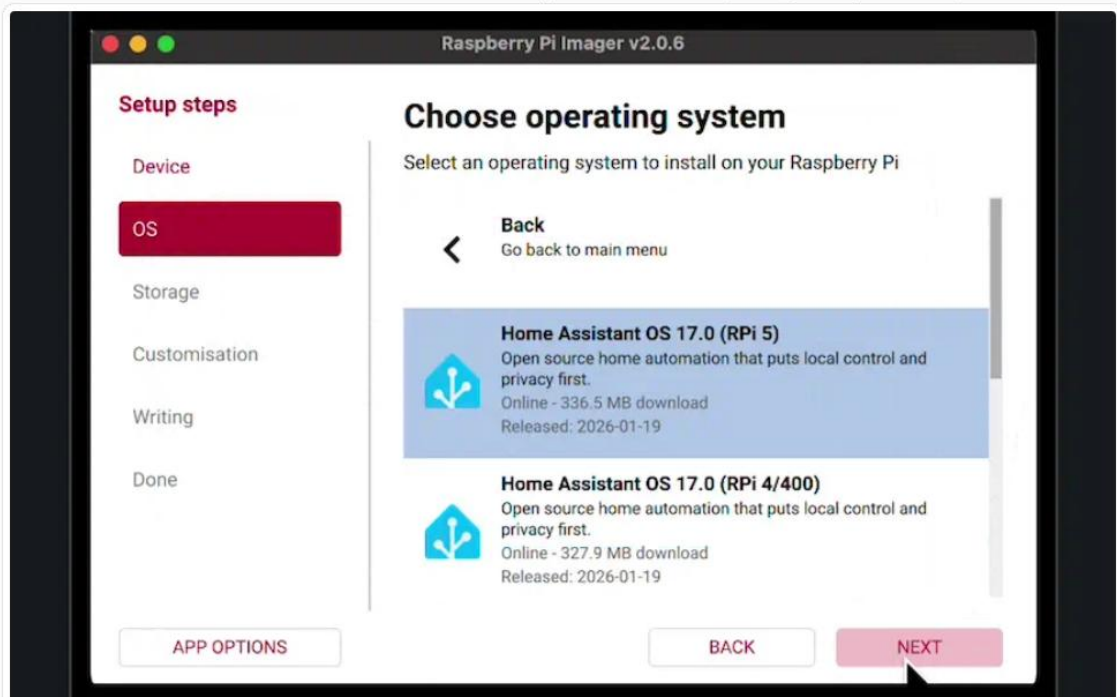 Raspberry Pi Imager v2.0.6
Setup steps
Device
OS
Storage
Customisation
Writing
Done
APP OPTIONS
Choose operating system
Select an operating system to install on your Raspberry Pi
Back
Go back to main menu
Home Assistant OS 17.0 (RPi 5)
Open source home automation that puts local control and
privacy first.
Online - 336.5 MB download
Released: 2026-01-19
Home Assistant OS 17.0 (RPi 4/400)
Open source home automation that puts local control and
privacy first.
Online - 327.9 MB download
Released: 2026-01-19
BACK
NEXT